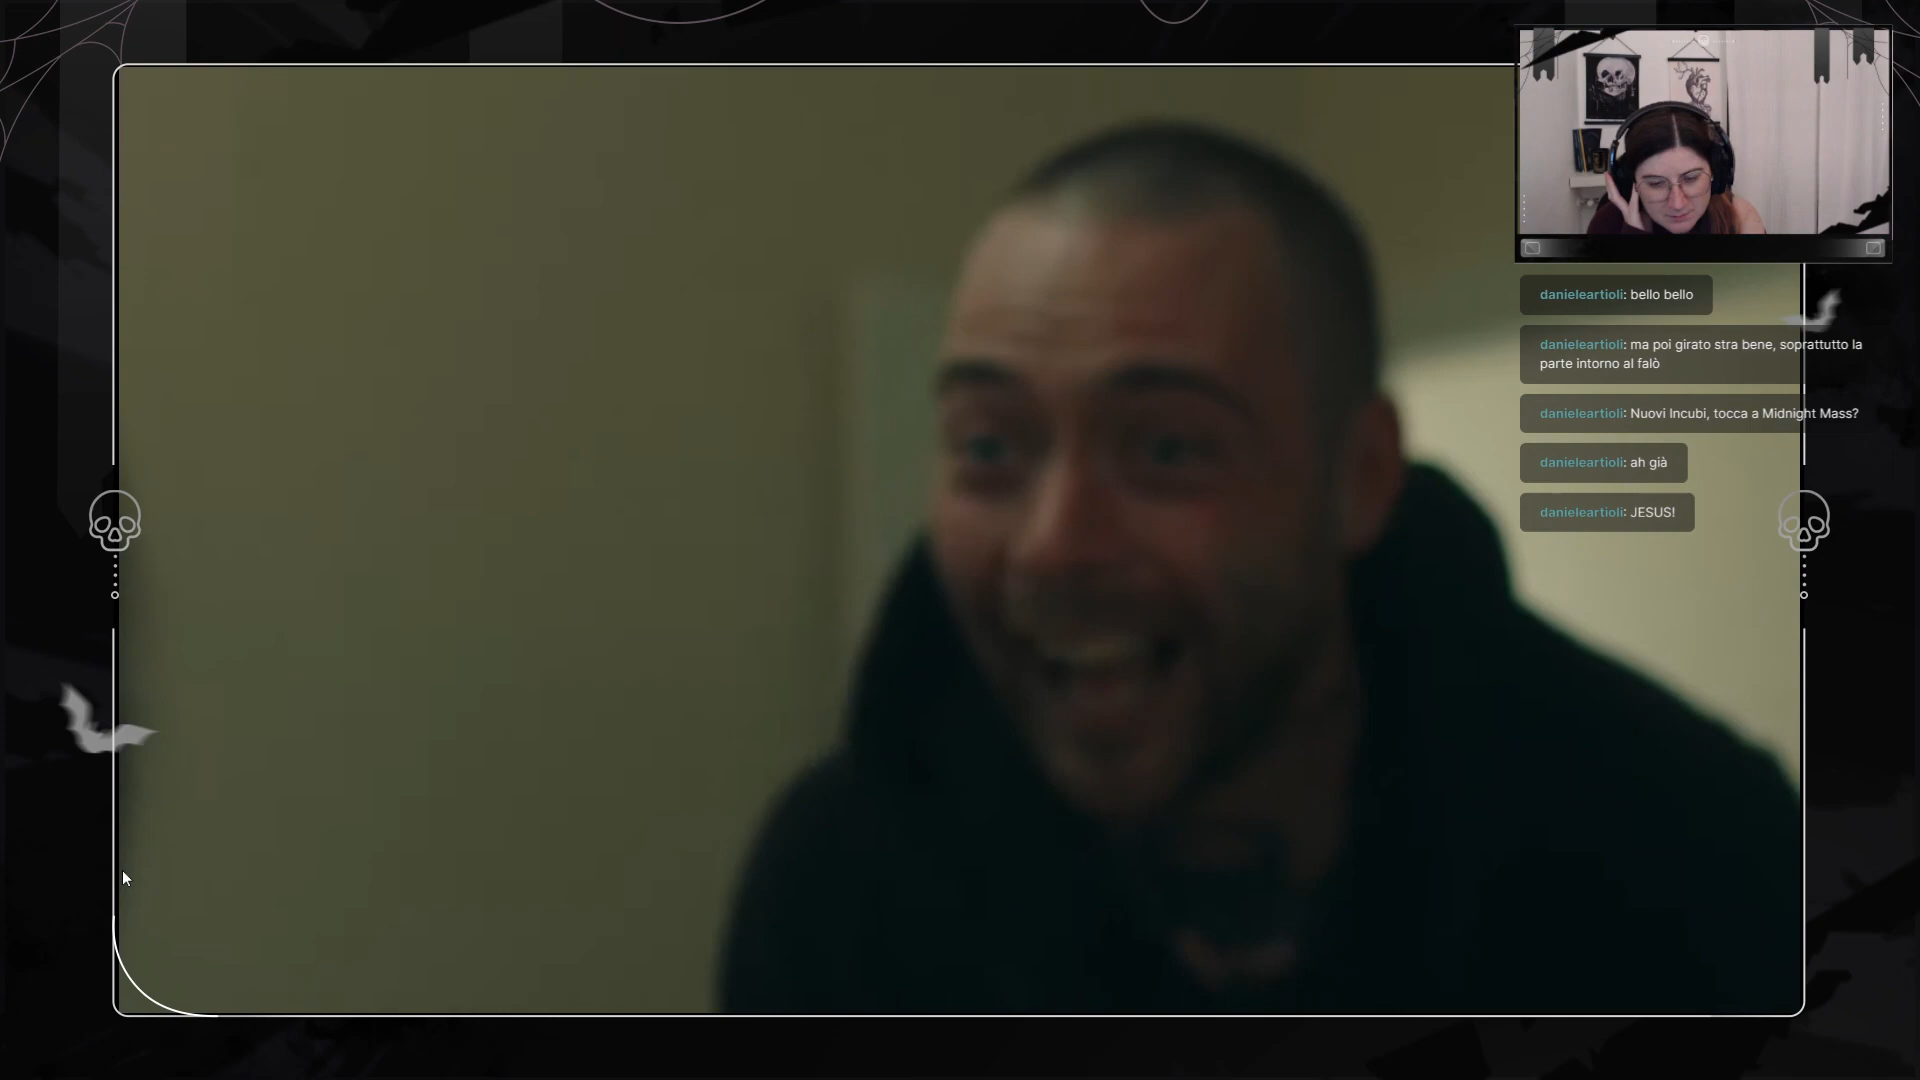 danieleartioli: bello bello
danieleartioli: ma poi girato stra bene, soprattutto la
parte intorno al falò
danieleartioli: Nuovi Incubi, tocca a Midnight Mass?
danieleartioli: ah già
danieleartioli: JESUS!